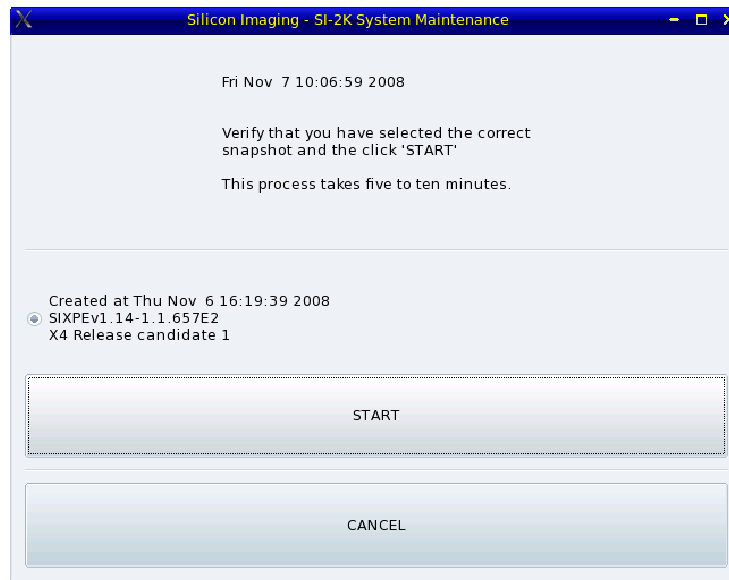 Silicon Imaging - SI-2K System Maintenance
Fri Nov 7 10:06:59 2008
Verify that you have selected the correct
snapshot and the click 'START'
This process takes five to ten minutes.
Created at Thu Nov 6 16:19:39 2008
SIXPEv1.14-1.1.657E2
X4 Release candidate 1
START
CANCEL